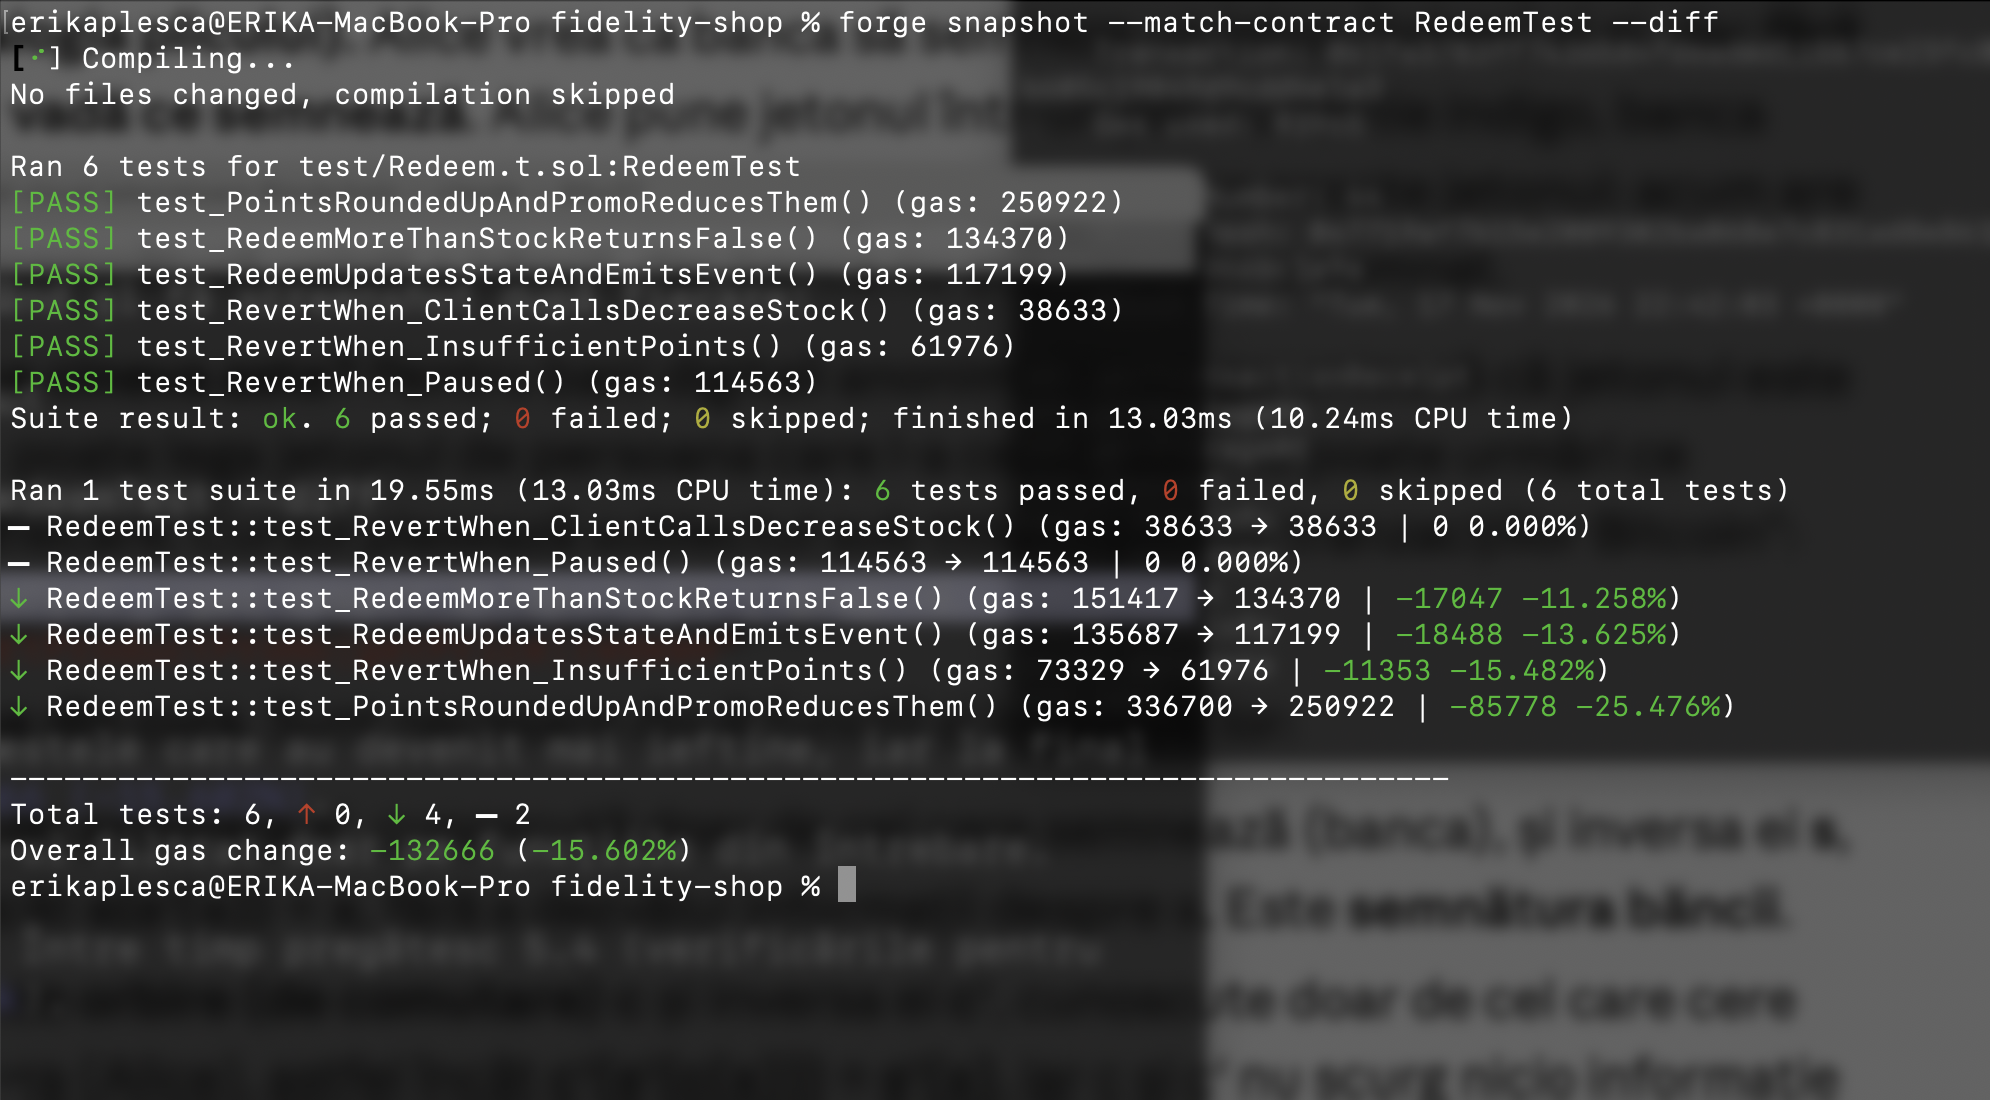 erikaplesca@ERIKA-MacBook-Pro fidelity-shop % forge snapshot --match-contract RedeemTest --diff
[⠊] Compiling...
No files changed, compilation skipped
Ran 6 tests for test/Redeem.t.sol:RedeemTest
[PASS] test_PointsRoundedUpAndPromoReducesThem() (gas: 250922)
[PASS] test_RedeemMoreThanStockReturnsFalse() (gas: 134370)
[PASS] test_RedeemUpdatesStateAndEmitsEvent() (gas: 117199)
[PASS] test_RevertWhen_ClientCallsDecreaseStock() (gas: 38633)
[PASS] test_RevertWhen_InsufficientPoints() (gas: 61976)
[PASS] test_RevertWhen_Paused() (gas: 114563)
Suite result: ok. 6 passed; 0 failed; 0 skipped; finished in 13.03ms (10.24ms CPU time)
Ran 1 test suite in 19.55ms (13.03ms CPU time): 6 tests passed, 0 failed, 0 skipped (6 total tests)
━ RedeemTest::test_RevertWhen_ClientCallsDecreaseStock() (gas: 38633 → 38633 | 0 0.000%)
━ RedeemTest::test_RevertWhen_Paused() (gas: 114563 → 114563 | 0 0.000%)
↓ RedeemTest::test_RedeemMoreThanStockReturnsFalse() (gas: 151417 → 134370 | -17047 -11.258%)
↓ RedeemTest::test_RedeemUpdatesStateAndEmitsEvent() (gas: 135687 → 117199 | -18488 -13.625%)
↓ RedeemTest::test_RevertWhen_InsufficientPoints() (gas: 73329 → 61976 | -11353 -15.482%)
↓ RedeemTest::test_PointsRoundedUpAndPromoReducesThem() (gas: 336700 → 250922 | -85778 -25.476%)
--------------------------------------------------------------------------------
Total tests: 6, ↑ 0, ↓ 4, ━ 2
Overall gas change: -132666 (-15.602%)
erikaplesca@ERIKA-MacBook-Pro fidelity-shop %